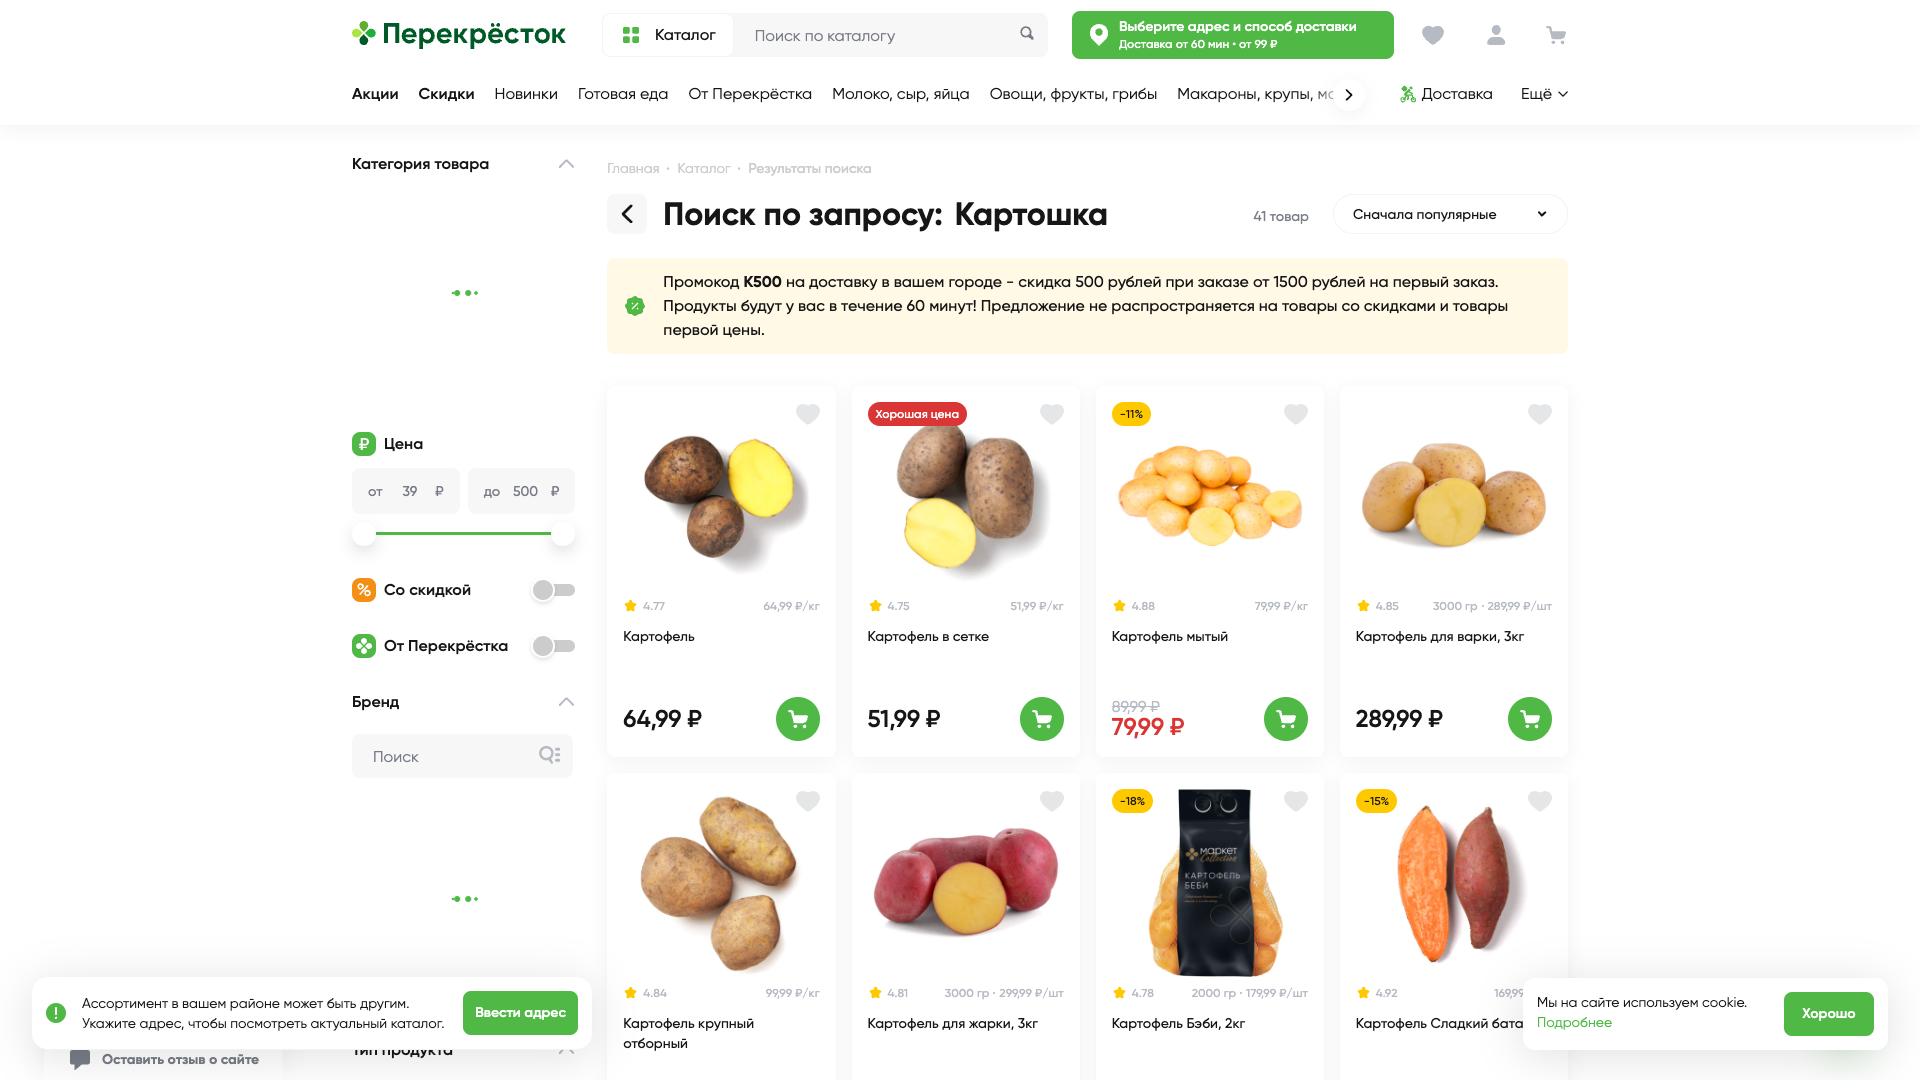 Перекрёсток
Каталог
Поиск по каталогу
Выберите адрес и способ доставки
Доставка от 60 мин • от 99 ₽
Акции
Скидки
Новинки
Готовая еда
От Перекрёстка
Молоко, сыр, яйца
Овощи, фрукты, грибы
Макароны, крупы,
Доставка
Ещё
Категория товара
Главная • Каталог • Результаты поиска
Поиск по запросу: Картошка
41 товар
Сначала популярные
Промокод К500 на доставку в вашем городе - скидка 500 рублей при заказе от 1500 рублей на первый заказ.
Продукты будут у вас в течение 60 минут! Предложение не распространяется на товары со скидками и товары
первой цены.
₽ Цена
от 39 ₽
до 500 ₽
% Со скидкой
От Перекрёстка
Бренд
Поиск
4.77 64,99 ₽/кг
Картофель
64,99 ₽
Хорошая цена
4.75 51,99 ₽/кг
Картофель в сетке
51,99 ₽
-11%
4.88 79,99 ₽/кг
Картофель мытый
89,99 ₽
79,99 ₽
4.85 3000 гр • 289,99 ₽/шт
Картофель для варки, 3кг
289,99 ₽
4.84 99,99 ₽/кг
Картофель крупный
отборный
4.81 3000 гр • 299,99 ₽/шт
Картофель для жарки, 3кг
-18%
маркет
Collection
КАРТОФЕЛЬ
БЕБИ
4.78 2000 гр • 179,99 ₽/шт
Картофель Бэби, 2кг
-15%
4.92 169,99
Картофель Сладкий бата
Ассортимент в вашем районе может быть другим.
Укажите адрес, чтобы посмотреть актуальный каталог.
Ввести адрес
Тип продукта
Оставить отзыв о сайте
Мы на сайте используем cookie.
Подробнее
Хорошо